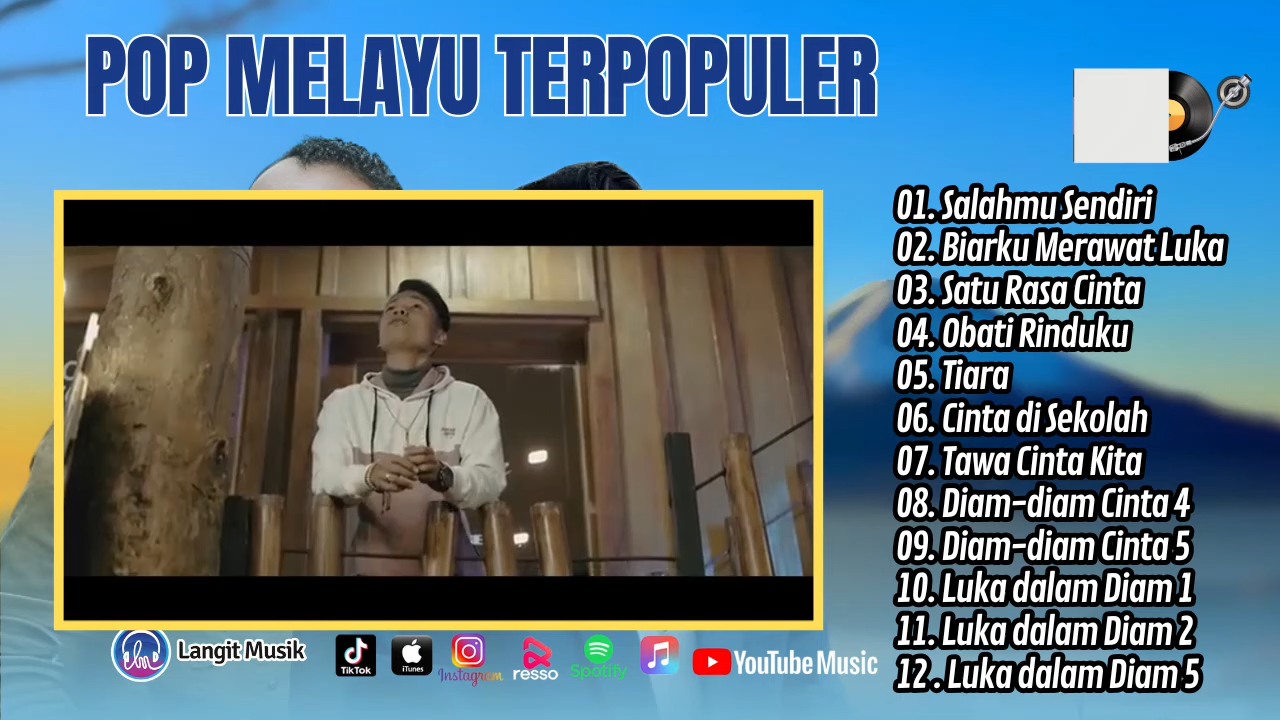 POP MELAYU TERPOPULER
01. Salahmu Sendiri
02. Biarku Merawat Luka
03. Satu Rasa Cinta
04. Obati Rinduku
05. Tiara
06. Cinta di Sekolah
07. Tawa Cinta Kita
08. Diam-diam Cinta 4
09. Diam-diam Cinta 5
10. Luka dalam Diam 1
11. Luka dalam Diam 2
12 . Luka dalam Diam 5
lm Langit Musik
TikTok
iTunes
Instagram
resso
Spotify
YouTube Music